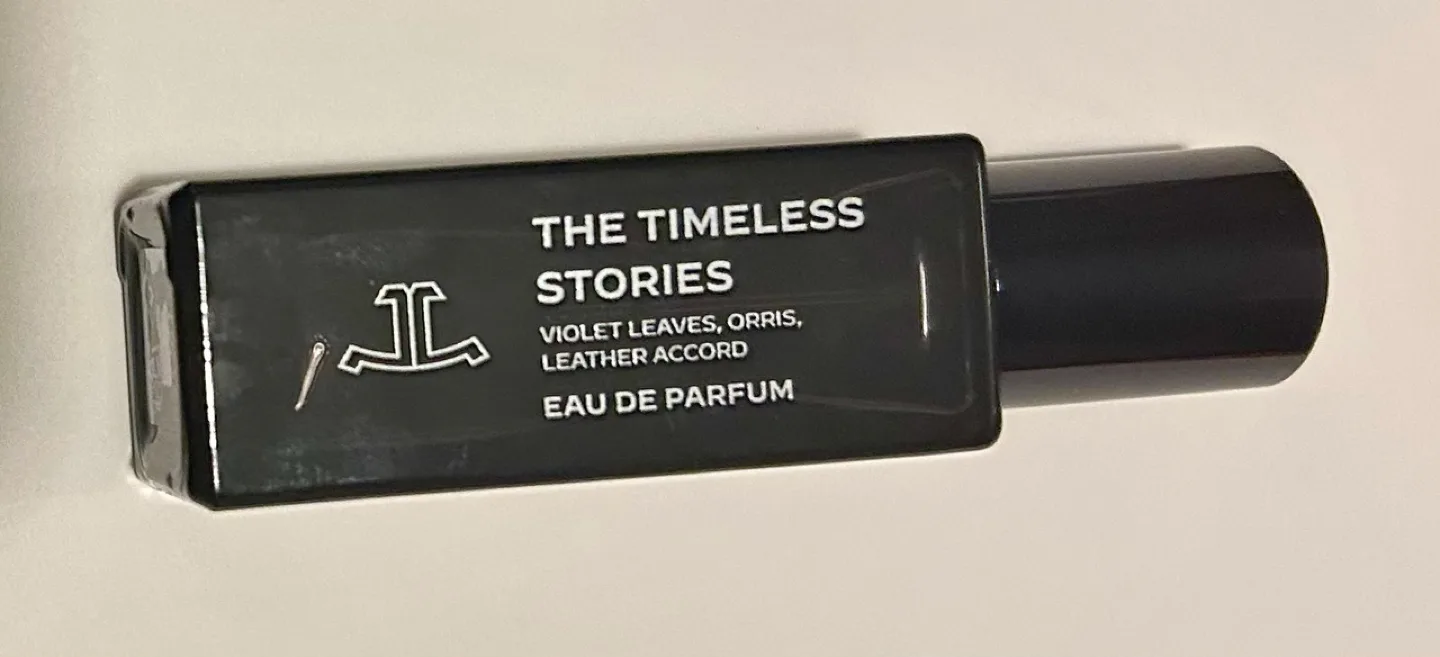 THE TIMELESS
STORIES
VIOLET LEAVES, ORRIS,
LEATHER ACCORD
EAU DE PARFUM